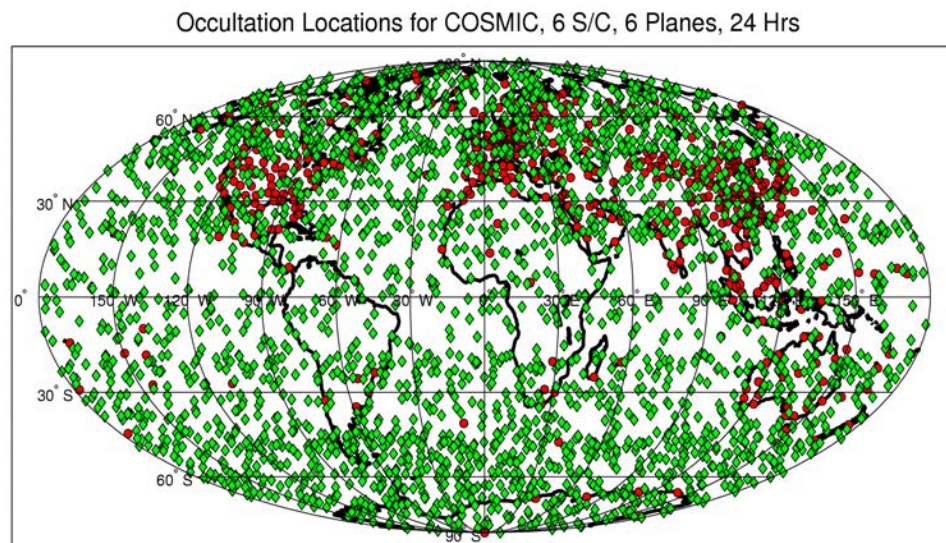 Occultation Locations for COSMIC, 6 S/C, 6 Planes, 24 Hrs
90° N
60° N
30° N
0° 150° W 120° W 90° W 60° W 30° W 0° 30° E 60° E 90° E 150° E
30° S
60° S
90° S